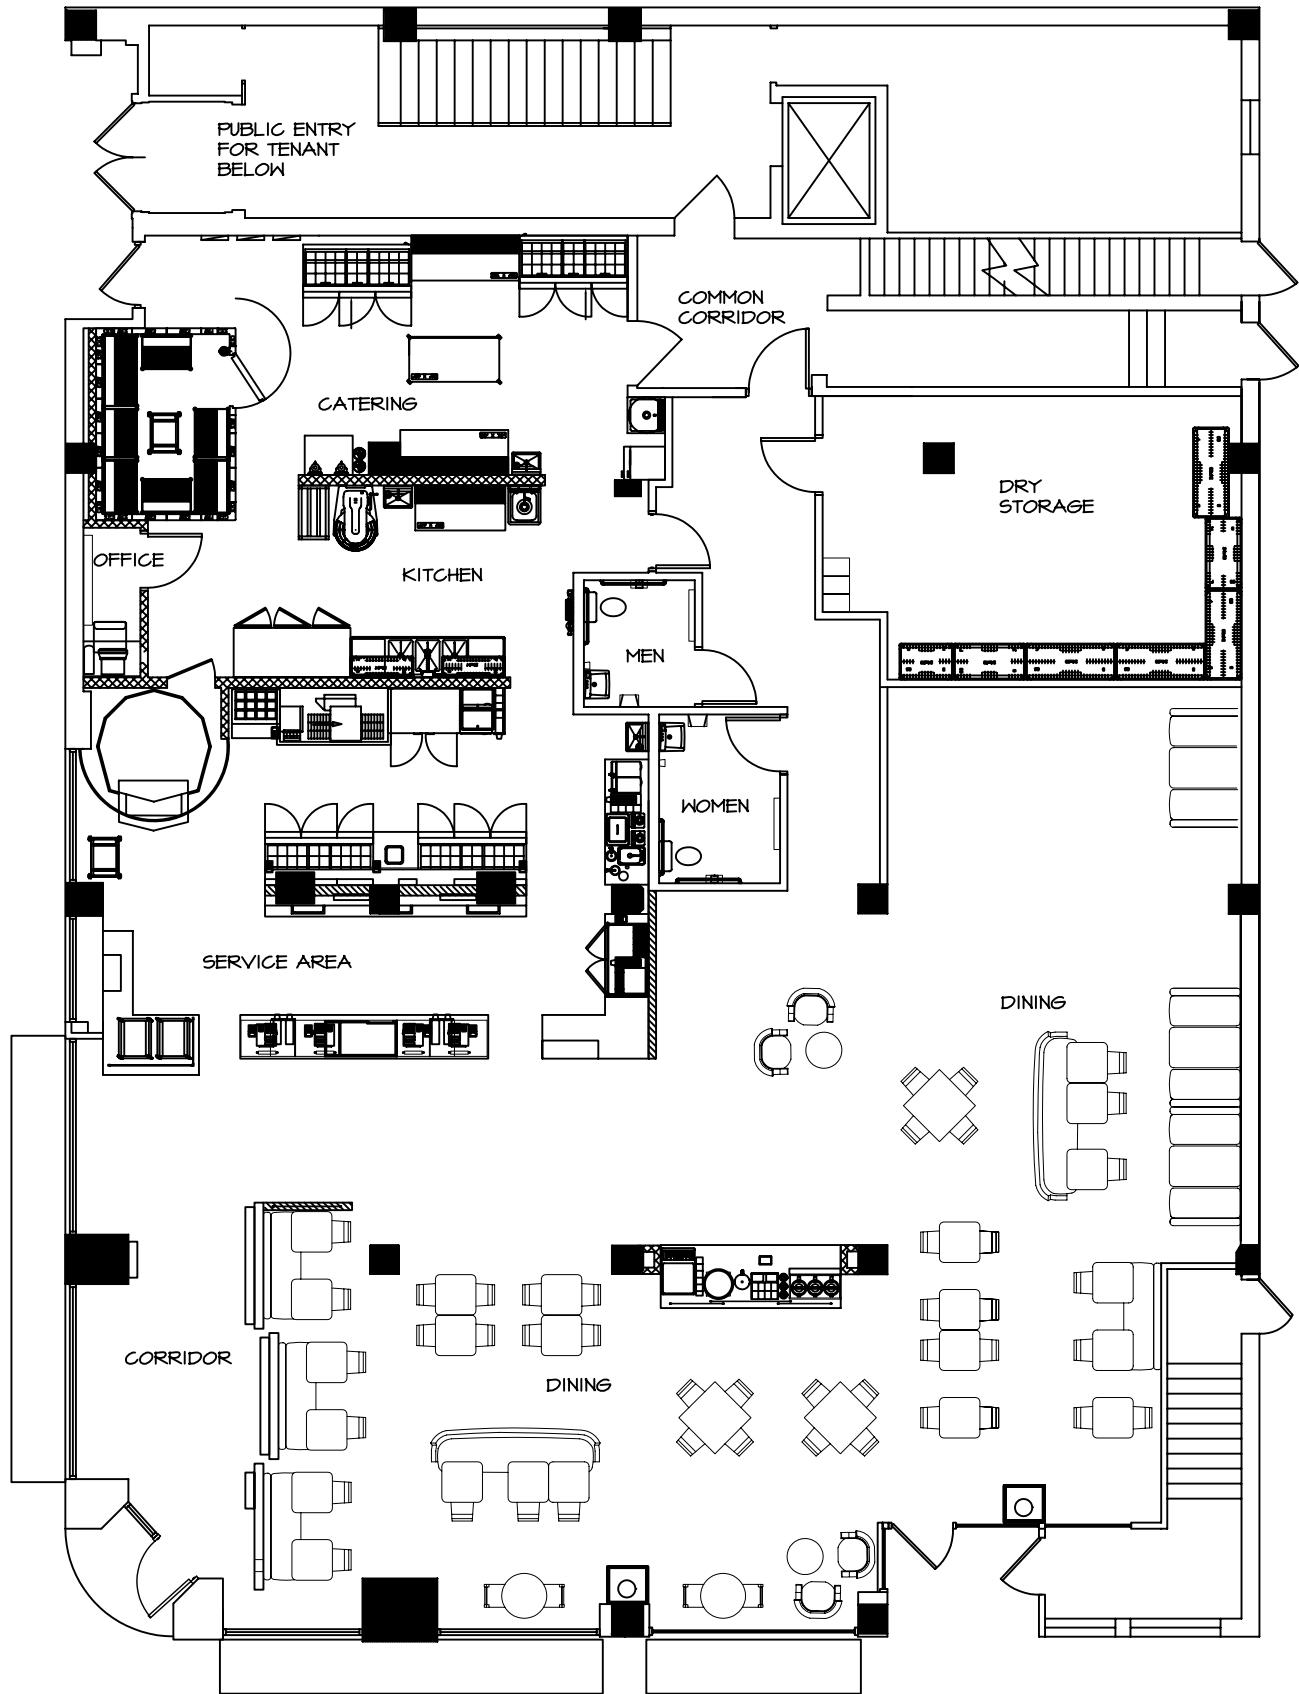 PUBLIC ENTRY
FOR TENANT
BELOW
COMMON
CORRIDOR
CATERING
DRY
STORAGE
OFFICE
KITCHEN
MEN
WOMEN
SERVICE AREA
DINING
CORRIDOR
DINING